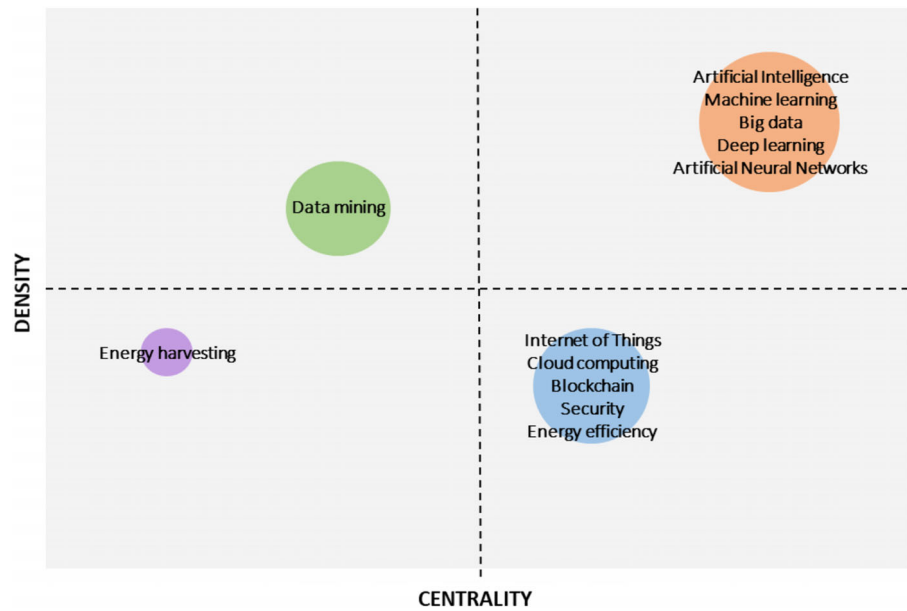 Artificial Intelligence
Machine learning
Big data
Deep learning
Artificial Neural Networks
Data mining
DENSITY
Energy harvesting
Internet of Things
Cloud computing
Blockchain
Security
Energy efficiency
CENTRALITY